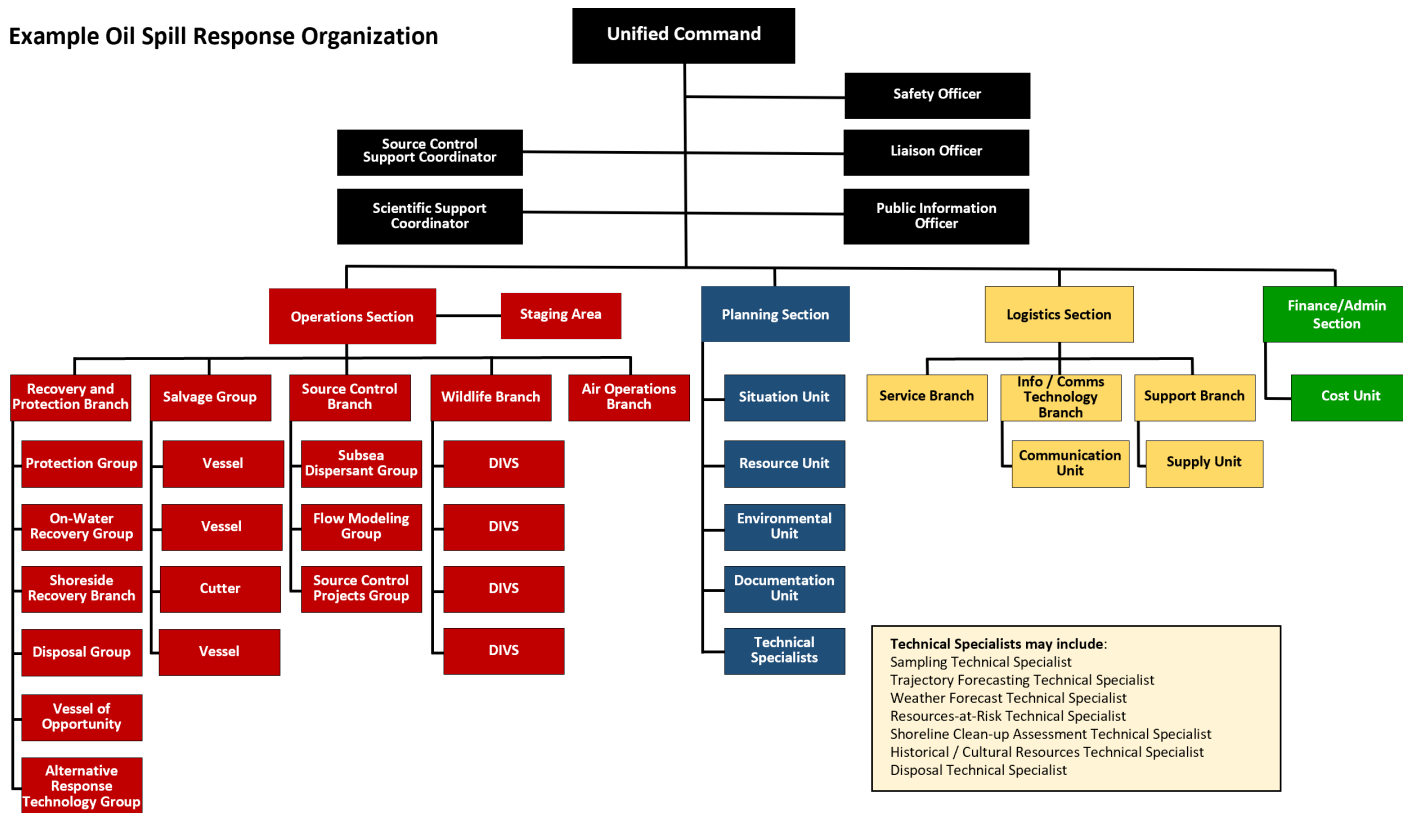 Example Oil Spill Response Organization
Unified Command
Safety Officer
Source Control
Support Coordinator
Liaison Officer
Scientific Support
Coordinator
Public Information
Officer
Operations Section
Staging Area
Planning Section
Logistics Section
Finance/Admin
Section
Recovery and
Protection Branch
Salvage Group
Source Control
Branch
Wildlife Branch
Air Operations
Branch
Situation Unit
Service Branch
Info / Comms
Technology
Branch
Support Branch
Cost Unit
Protection Group
Vessel
Subsea
Dispersant Group
DIVS
Resource Unit
Communication
Unit
Supply Unit
On-Water
Recovery Group
Vessel
Flow Modeling
Group
DIVS
Environmental
Unit
Shoreside
Recovery Branch
Cutter
Source Control
Projects Group
DIVS
Documentation
Unit
Disposal Group
Vessel
DIVS
Technical
Specialists
Vessel of
Opportunity
Alternative
Response
Technology Group
Technical Specialists may include:
Sampling Technical Specialist
Trajectory Forecasting Technical Specialist
Weather Forecast Technical Specialist
Resources-at-Risk Technical Specialist
Shoreline Clean-up Assessment Technical Specialist
Historical / Cultural Resources Technical Specialist
Disposal Technical Specialist